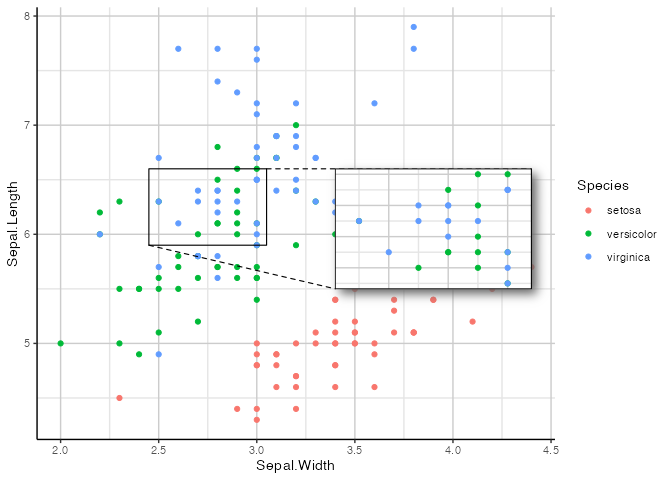 8
7
6
5
Sepal.Length
2.0 2.5 3.0 3.5 4.0 4.5
Sepal.Width
Species
setosa
versicolor
virginica